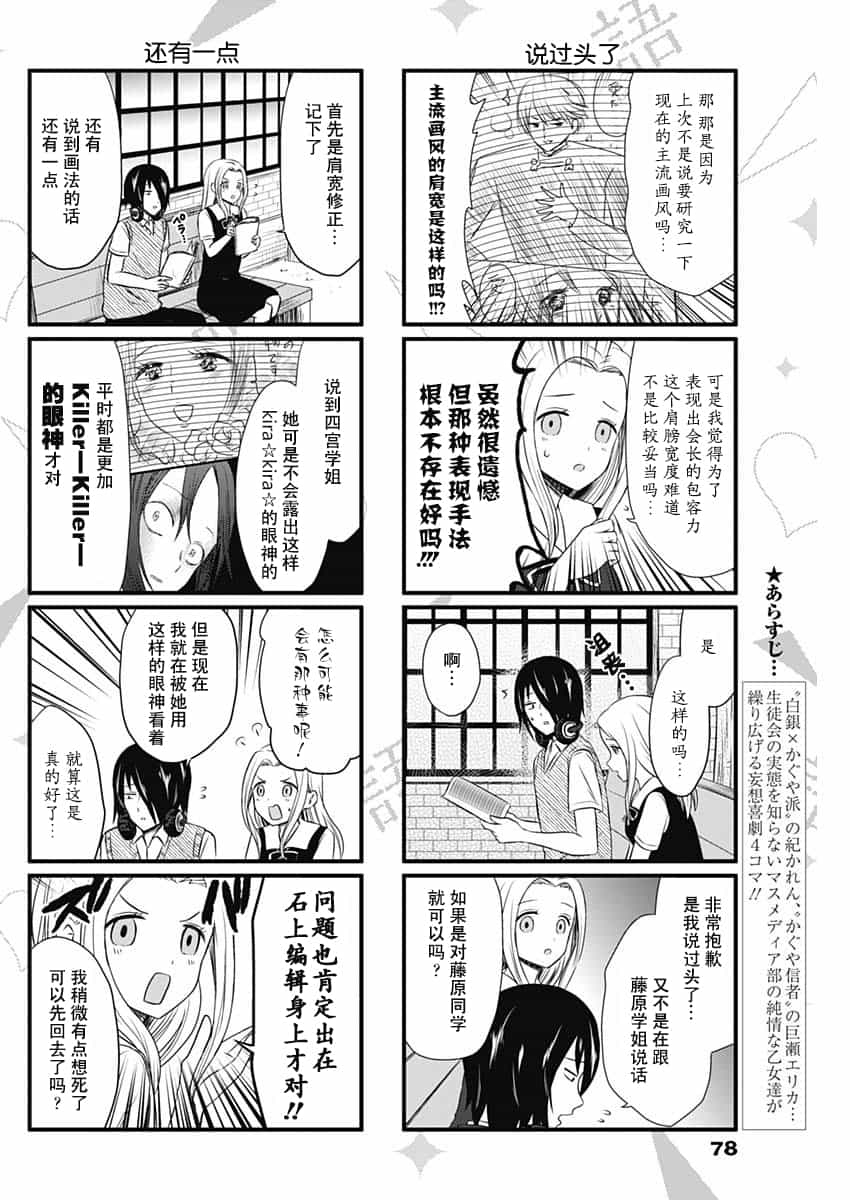 说过头了
那 那是因为
上次不是说要研究一下
现在的主流画风吗…
主流画风的肩宽是这样的吗!!?
可是我觉得为了
表现出会长的包容力
这个肩膀宽度难道
不是比较妥当吗…
虽然很遗憾
但那种表现手法
根本不存在好吗!!!
是
这样的吗…
沮丧…
啊…
非常抱歉
是我说过头了…
又不是在跟
藤原学姐说话
如果是对藤原同学
就可以吗?
还有一点
首先是肩宽修正…
记下了
还有
说到画法的话
还有一点
ペラ…
说到四宫学姐
她可是不会露出这样
kira☆kira☆的眼神的
平时都是更加
Killer—Killer—
的眼神才对
怎么可能
会有那种事呢!
但是现在
我就在被她用
这样的眼神看着
就算这是
真的好了…
问题也肯定出在
石上编辑身上才对!!
我稍微有点想死了
可以先回去了吗?
★あらすじ…
“白銀×かぐや派”の紀かれん、“かぐや信者”の巨瀬エリカ…
生徒会の実態を知らないマスメディア部の純情な乙女達が
繰り広げる妄想喜劇4コマ!!
78
語
語